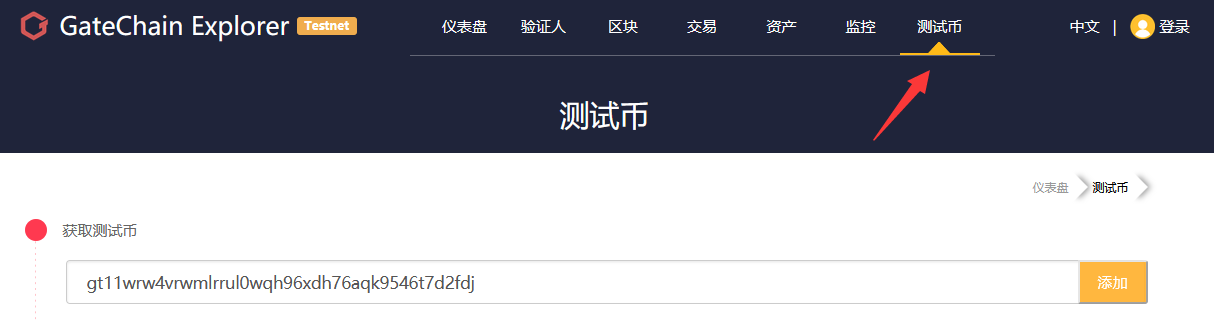 GateChain Explorer Testnet 仪表盘 验证人 区块 交易 资产 监控 测试币 中文 | 登录
测试币
仪表盘 测试币
获取测试币
gt11wrw4vrwmlrrul0wqh96xdh76aqk9546t7d2fdj 添加